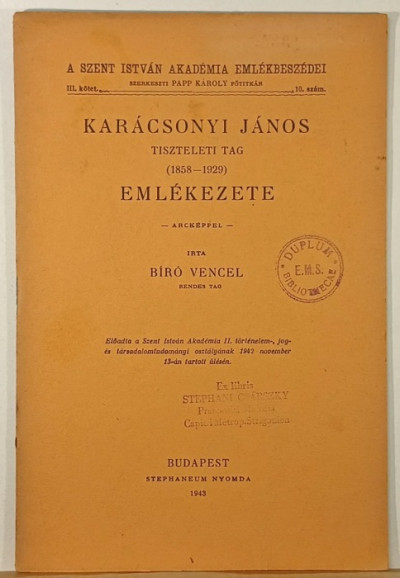 A SZENT ISTVÁN AKADÉMIA EMLÉKBESZÉDEI
SZERKESZTI PAPP KÁROLY FŐTITKÁR
III. kötet. 10. szám.
KARÁCSONYI JÁNOS
TISZTELETI TAG
(1858—1929)
EMLÉKEZETE
— ARCKÉPPEL —
IRTA
BÍRÓ VENCEL
RENDES TAG
DUPLUM
E.M.S.
BIBLIOTHECAE
Előadta a Szent István Akadémia II. történelem-, jog-
és társadalomtudományi osztályának 1942 november
13-án tartott ülésén.
Ex libris
STEPHANI
BUDAPEST
STEPHANEUM NYOMDA
1943